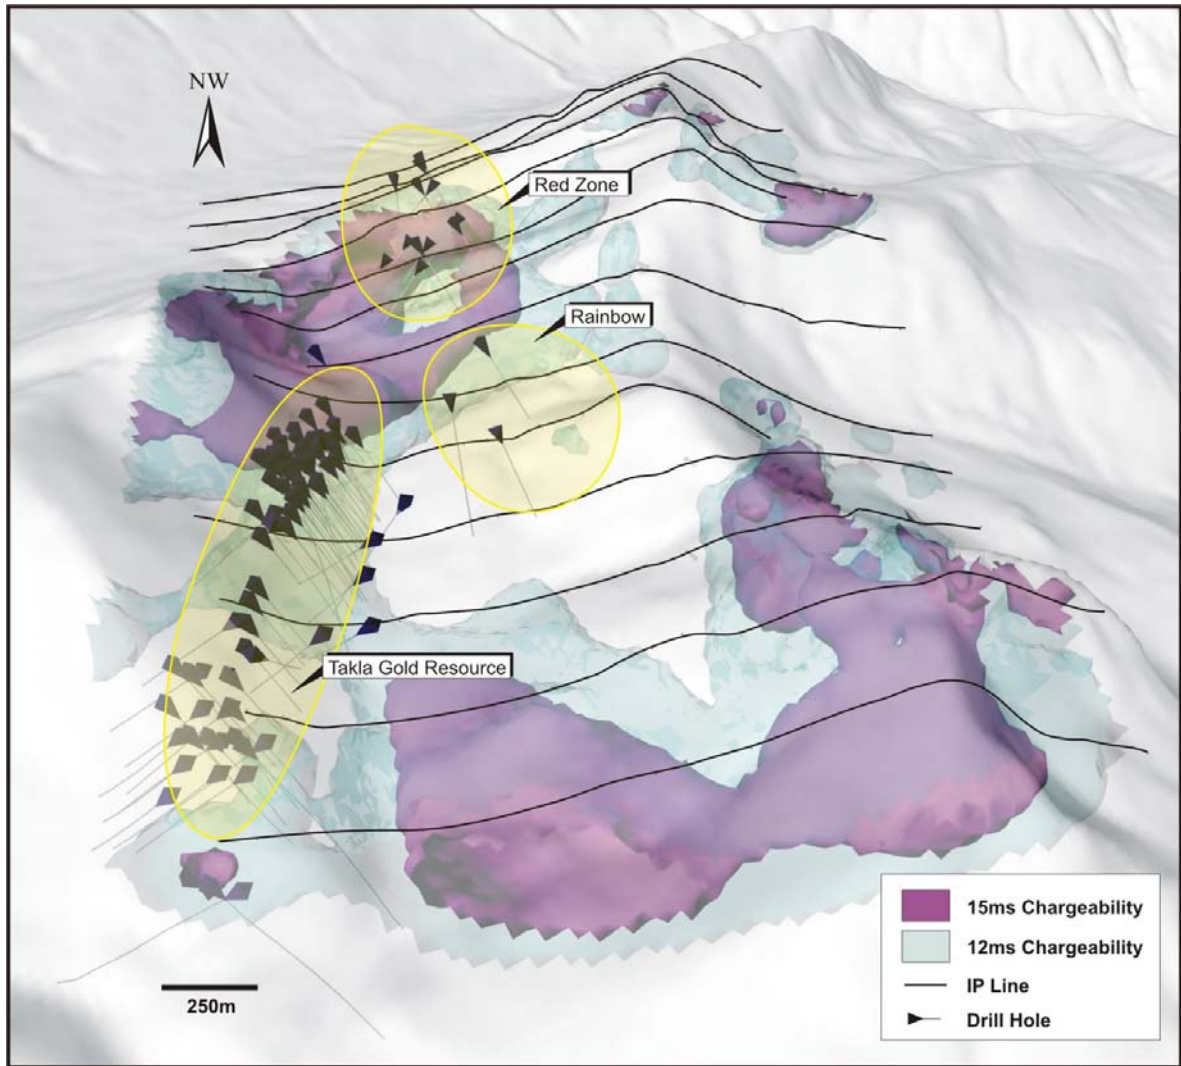 NW
Red Zone
Rainbow
Takla Gold Resource
15ms Chargeability
12ms Chargeability
IP Line
Drill Hole
250m